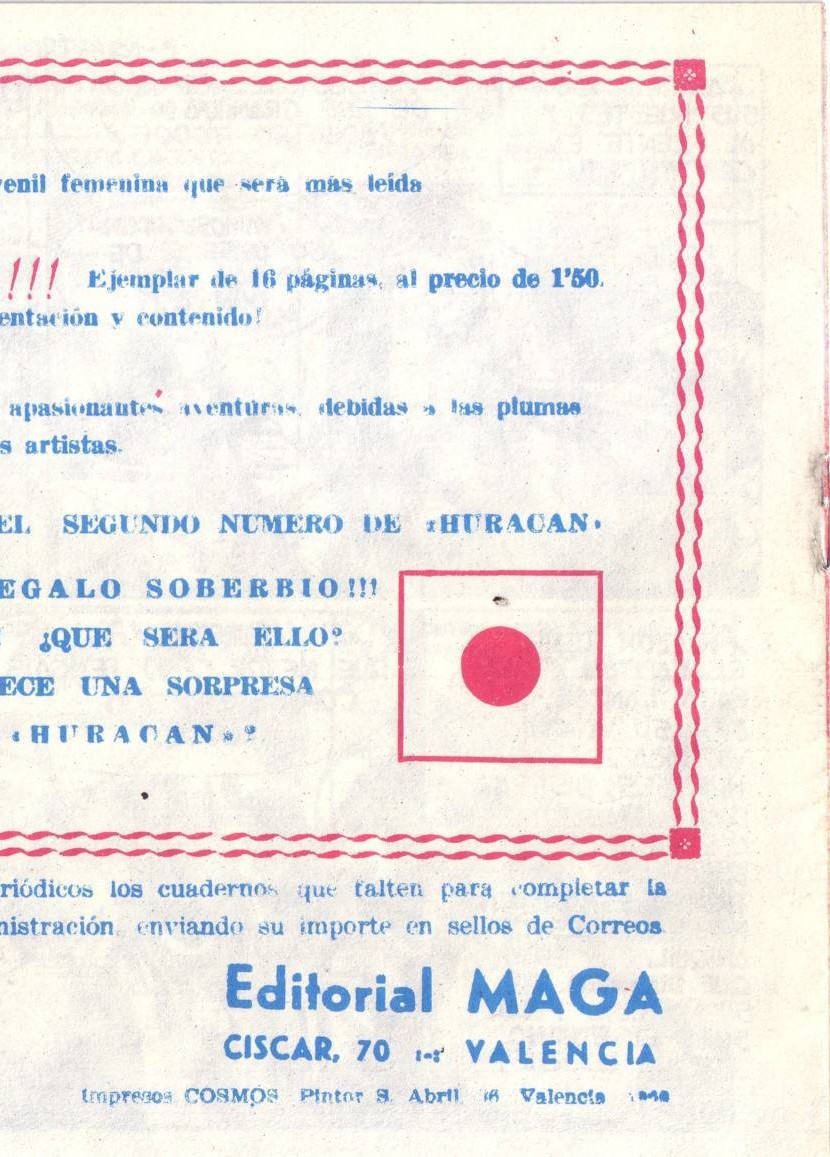 venil femenina que será más leída
!!! Ejemplar de 16 páginas, al precio de 1'50.
entación y contenido!
apasionantes aventuras, debidas a las plumas
s artistas.
EL SEGUNDO NUMERO DE «HURACAN»
EGALO SOBERBIO!!!
! ¿QUE SERA ELLO?
ECE UNA SORPRESA
«HURACAN»?
riódicos los cuadernos que falten para completar la
nistración, enviando su importe en sellos de Correos
Editorial MAGA
CISCAR, 70 VALENCIA
Impresos COSMOS Pintor S. Abril, Valencia